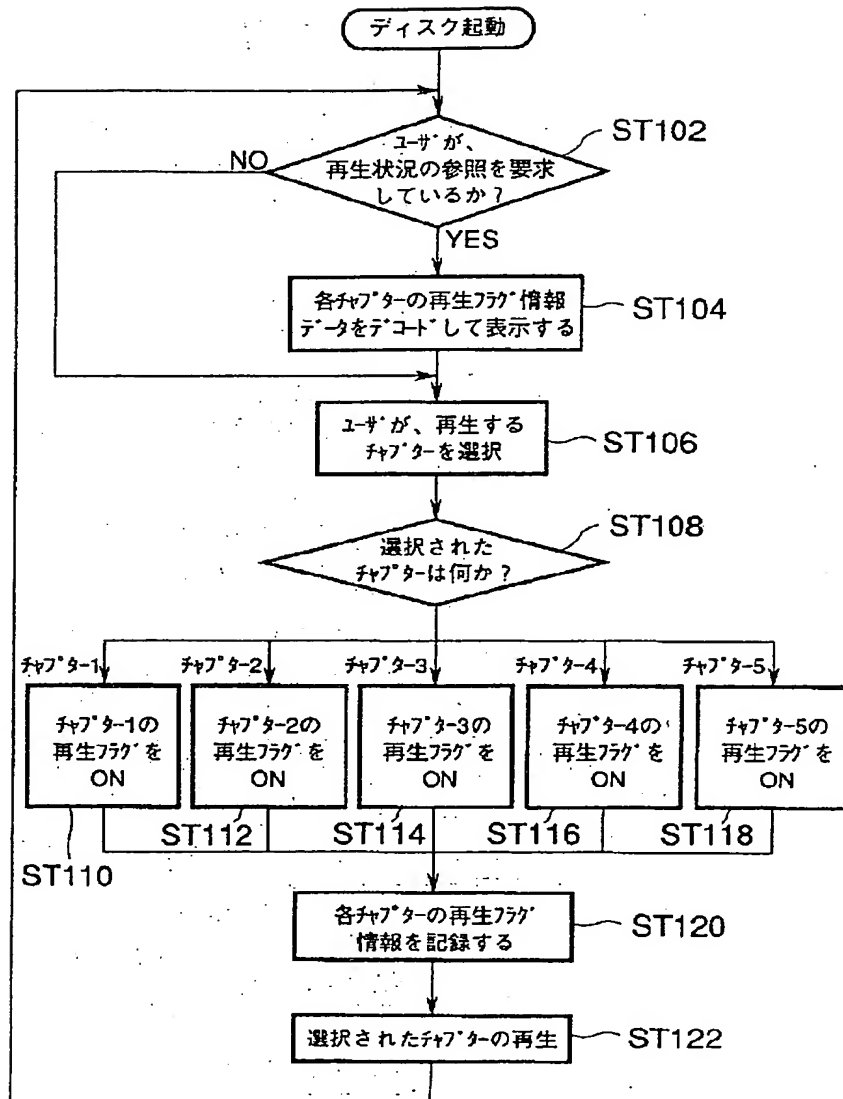 ディスク起動
ST102
ユーザが、
再生状況の参照を要求
しているか？
NO
YES
各チャプターの再生フラグ情報
データをデコードして表示する
ST104
ユーザが、再生する
チャプターを選択
ST106
ST108
選択された
チャプターは何か？
チャプター1
チャプター2
チャプター3
チャプター4
チャプター5
チャプター1の
再生フラグを
ON
チャプター2の
再生フラグを
ON
チャプター3の
再生フラグを
ON
チャプター4の
再生フラグを
ON
チャプター5の
再生フラグを
ON
ST110
ST112
ST114
ST116
ST118
各チャプターの再生フラグ
情報を記録する
ST120
選択されたチャプターの再生
ST122